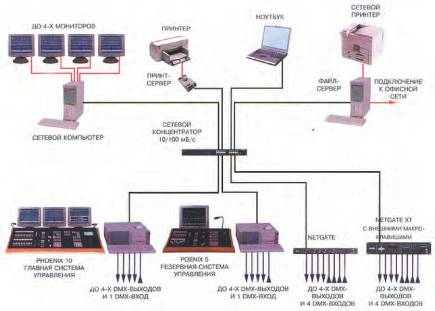 ДО 4-Х МОНИТОРОВ
ПРИНТЕР
НОУТБУК
СЕТЕВОЙ
ПРИНТЕР
ПРИНТ-
СЕРВЕР
ФАЙЛ-
СЕРВЕР
ПОДКЛЮЧЕНИЕ
К ОФИСНОЙ
СЕТИ
СЕТЕВОЙ КОМПЬЮТЕР
СЕТЕВОЙ
КОНЦЕНТРАТОР
10/100 мБ/с
PHOENIX 10
ГЛАВНАЯ СИСТЕМА
УПРАВЛЕНИЯ
ДО 4-Х DMX-ВЫХОДОВ
И 1 DMX-ВХОД
POENIX 5
РЕЗЕРВНАЯ СИСТЕМА
УПРАВЛЕНИЯ
ДО 4-Х DMX-ВЫХОДОВ
И 1 DMX-ВХОД
NETGATE
ДО 4-Х DMX-
ВЫХОДОВ
И 4 DMX-ВХОДОВ
NETGATE XT
С ВНЕШНИМИ МАКРО-
КЛАВИШАМИ
ДО 4-Х DMX-
ВЫХОДОВ
И 4 DMX-ВХОДОВ